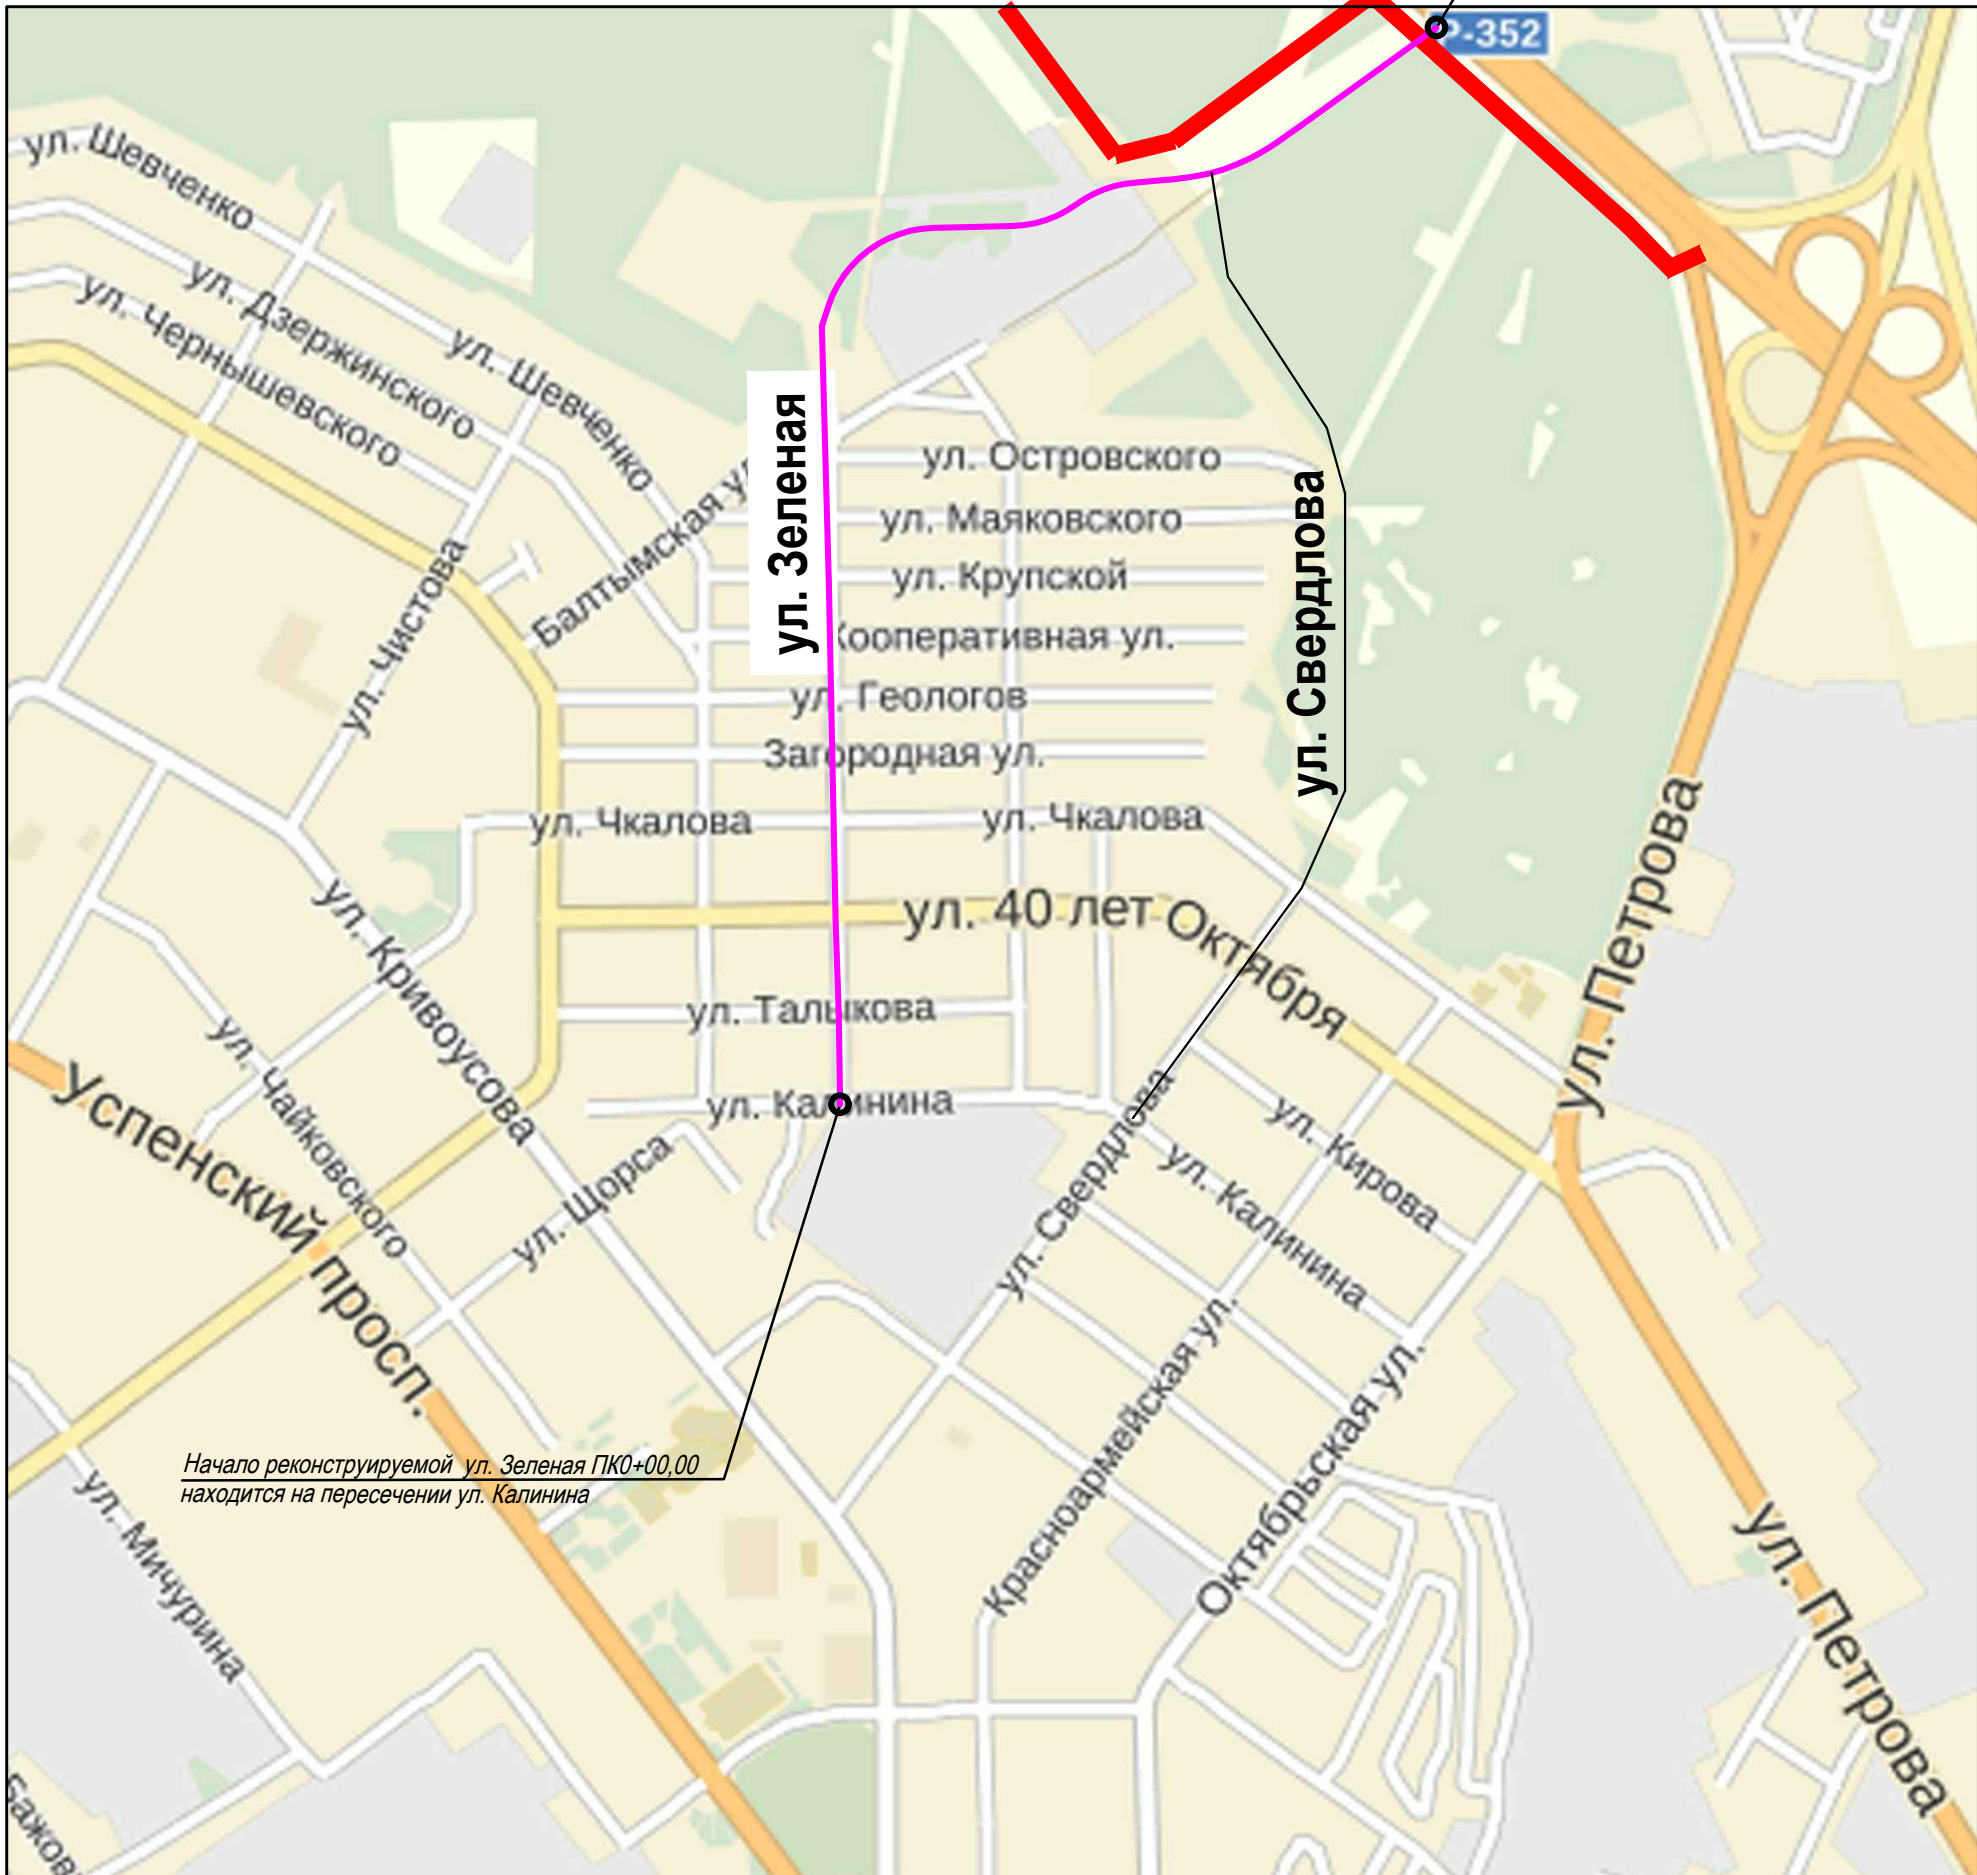 Р-352
ул. Шевченко
ул. Дзержинского
ул. Шевченко
ул. Чернышевского
ул. Зеленая
Балтымская ул
ул. Чистова
ул. Островского
ул. Маяковского
ул. Крупской
Кооперативная ул.
ул. Геологов
Загородная ул.
ул. Свердлова
ул. Чкалова
ул. Чкалова
ул. 40 лет Октября
ул. Петрова
ул. Кривоусова
ул. Талыкова
ул. Калинина
ул. Чайковского
Успенский просп.
ул. Щорса
ул. Свердлова
ул. Кирова
ул. Калинина
Красноармейская ул.
Октябрьская ул.
Начало реконструируемой ул. Зеленая ПК0+00,00
находится на пересечении ул. Калинина
ул. Мичурина
ул. Петрова